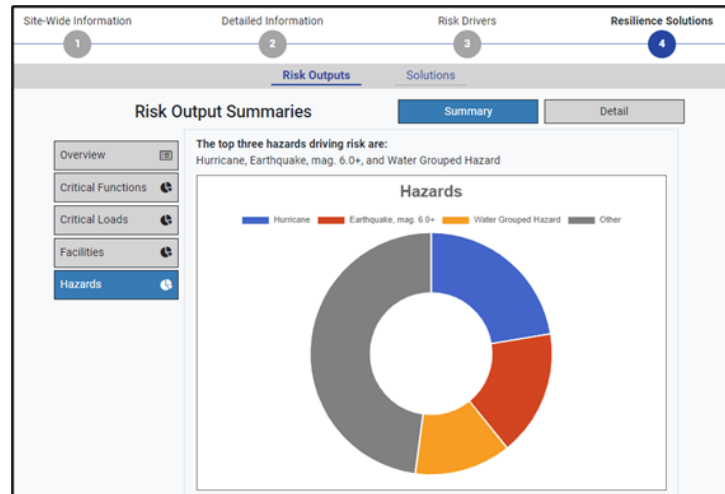 Site-Wide Information Detailed Information Risk Drivers Resilience Solutions
1 2 3 4
Risk Outputs Solutions
Risk Output Summaries Summary Detail
Overview
Critical Functions
Critical Loads
Facilities
Hazards
The top three hazards driving risk are:
Hurricane, Earthquake, mag. 6.0+, and Water Grouped Hazard
Hazards
Hurricane Earthquake, mag. 6.0+ Water Grouped Hazard Other